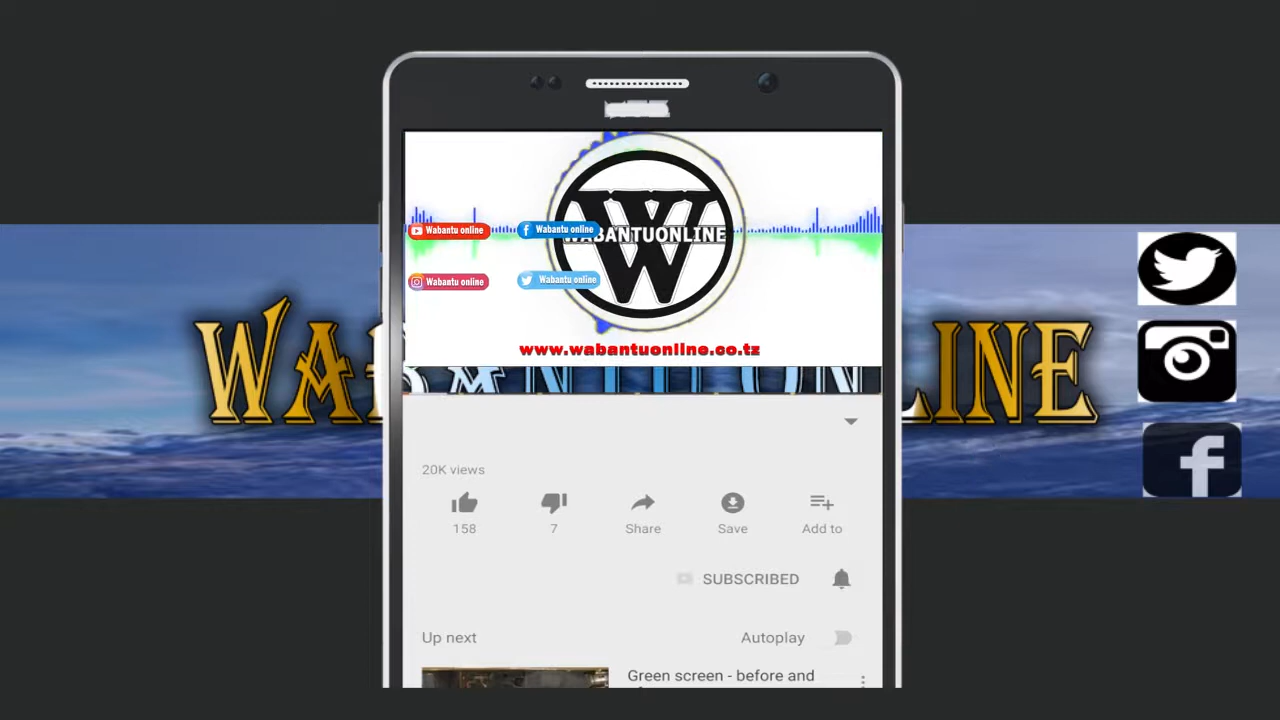 Wabantu online
Wabantu online
WABANTUONLINE
W
Wabantu online
Wabantu online
www.wabantuonline.co.tz
20K views
158
7
Share
Save
Add to
SUBSCRIBED
Up next
Autoplay
Green screen - before and